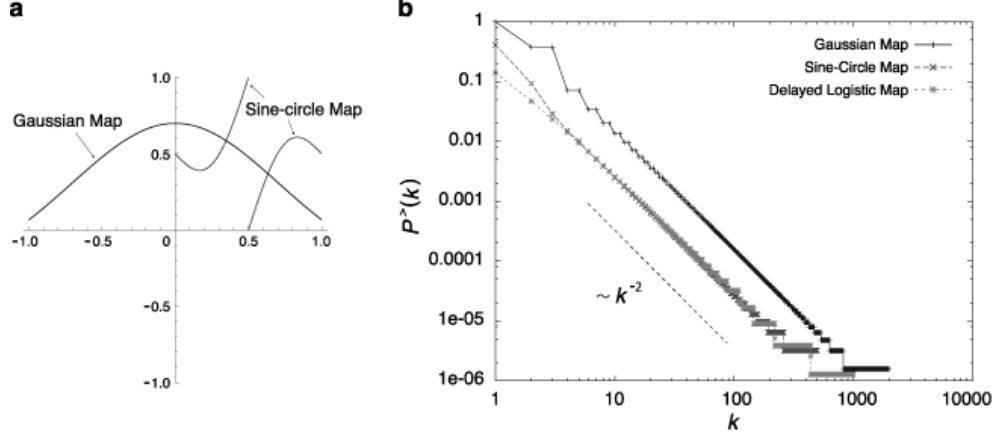 a
1.0
Gaussian Map
Sine-circle Map
0.5
-1.0
-0.5
0
0.5
1.0
-0.5
-1.0
b
1
0.1
0.01
0.001
0.0001
1e-05
1e-06
P^>(k)
Gaussian Map
Sine-Circle Map
Delayed Logistic Map
~ k^-2
1
10
100
1000
10000
k